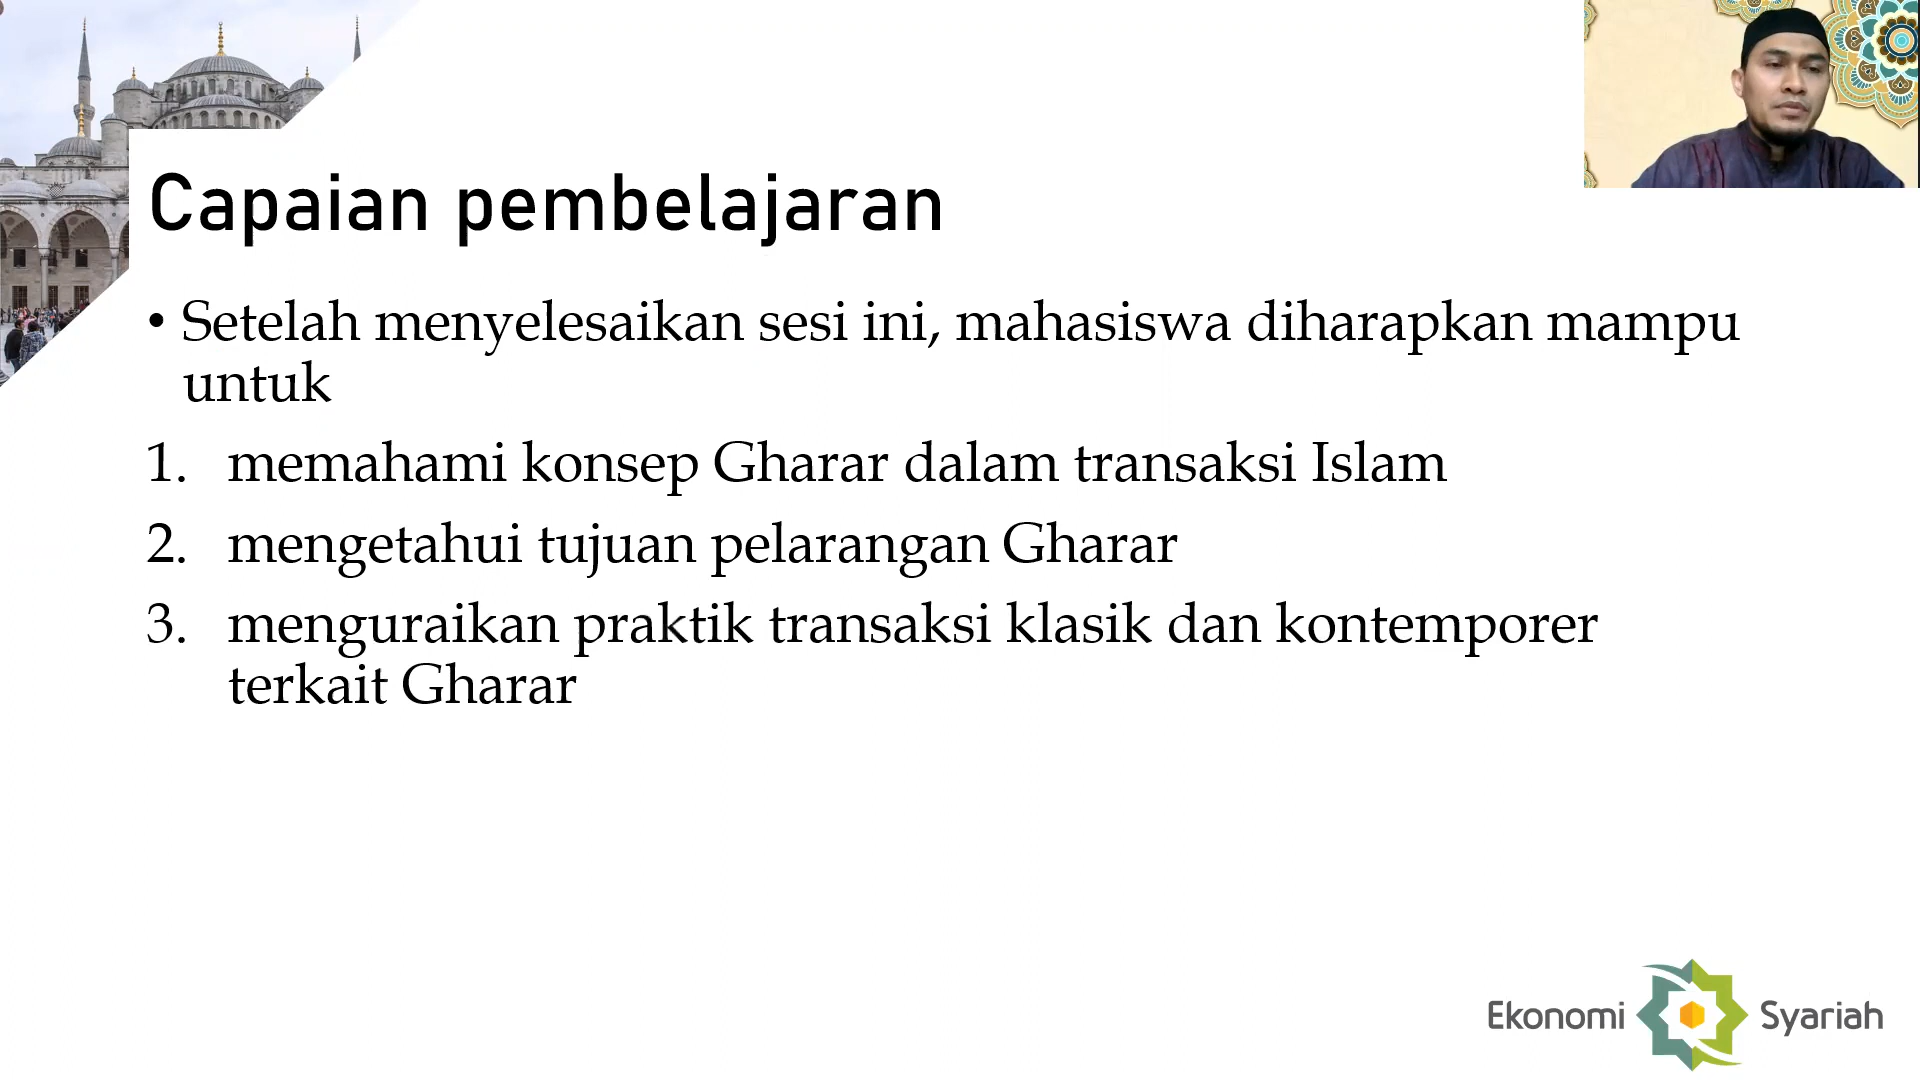 Capaian pembelajaran
• Setelah menyelesaikan sesi ini, mahasiswa diharapkan mampu
untuk
1. memahami konsep Gharar dalam transaksi Islam
2. mengetahui tujuan pelarangan Gharar
3. menguraikan praktik transaksi klasik dan kontemporer
terkait Gharar
Ekonomi Syariah